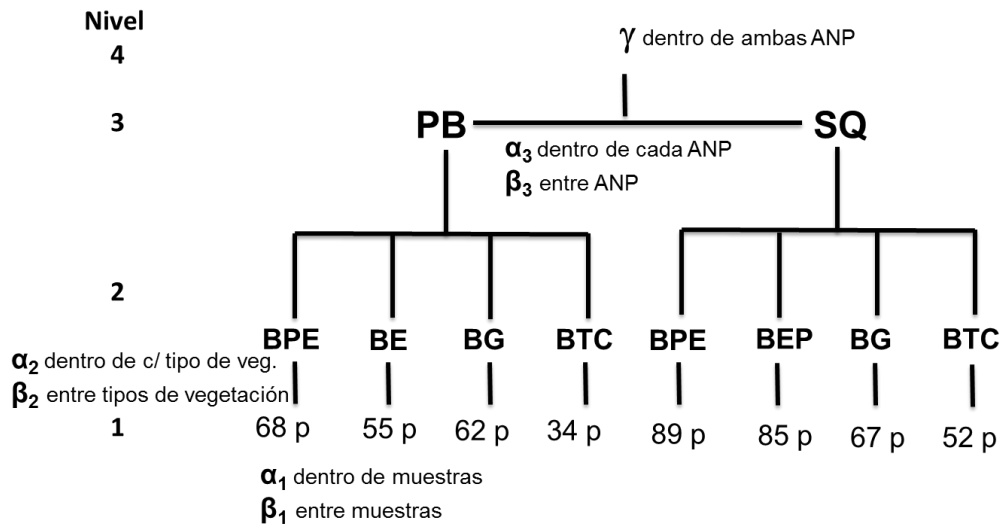 Nivel
4
γ dentro de ambas ANP
3
PB
SQ
α3 dentro de cada ANP
β3 entre ANP
2
BPE BE BG BTC BPE BEP BG BTC
α2 dentro de c/ tipo de veg.
β2 entre tipos de vegetación
1
68 p 55 p 62 p 34 p 89 p 85 p 67 p 52 p
α1 dentro de muestras
β1 entre muestras